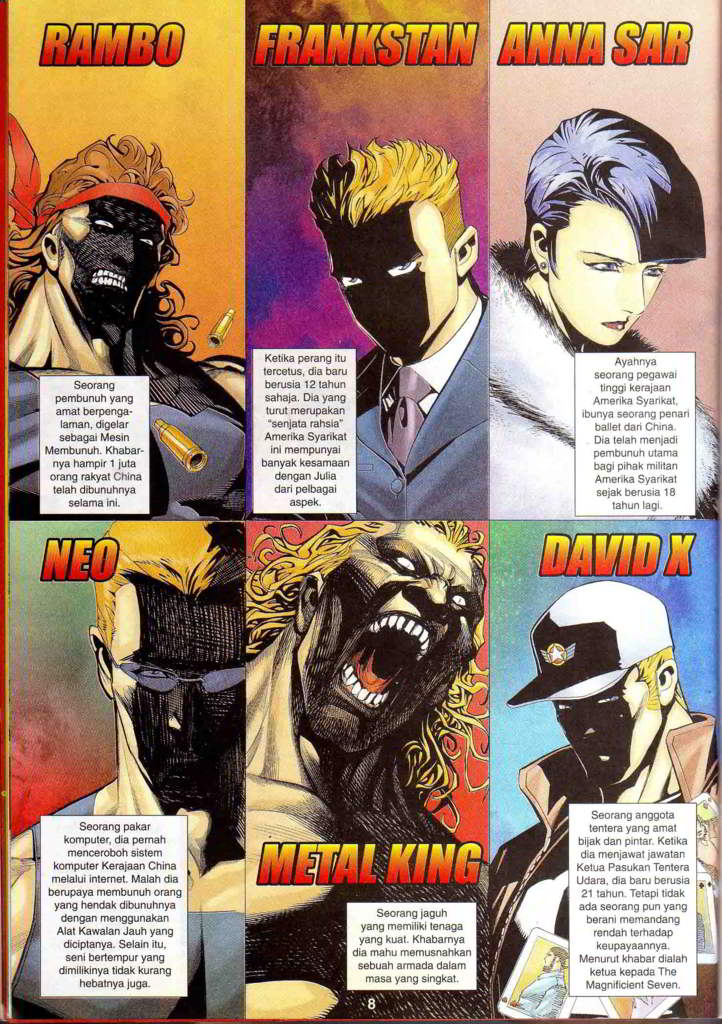 RAMBO
Seorang
pembunuh yang
amat berpenga-
laman, digelar
sebagai Mesin
Membunuh. Khabar-
nya hampir 1 juta
orang rakyat China
telah dibunuhnya
selama ini.
FRANKSTAN
Ketika perang itu
tercetus, dia baru
berusia 12 tahun
sahaja. Dia yang
turut merupakan
"senjata rahsia"
Amerika Syarikat
ini mempunyai
banyak kesamaan
dengan Julia
dari pelbagai
aspek.
ANNA SAR
Ayahnya
seorang pegawai
tinggi kerajaan
Amerika Syarikat,
ibunya seorang penari
ballet dari China.
Dia telah menjadi
pembunuh utama
bagi pihak militan
Amerika Syarikat
sejak berusia 18
tahun lagi.
NEO
Seorang pakar
komputer, dia pernah
menceroboh sistem
komputer Kerajaan China
melalui internet. Malah dia
berupaya membunuh orang
yang hendak dibunuhnya
dengan menggunakan
Alat Kawalan Jauh yang
diciptanya. Selain itu,
seni bertempur yang
dimilikinya tidak kurang
hebatnya juga.
METAL KING
Seorang jaguh
yang memiliki tenaga
yang kuat. Khabarnya
dia mahu memusnahkan
sebuah armada dalam
masa yang singkat.
DAVID X
Seorang anggota
tentera yang amat
bijak dan pintar. Ketika
dia menjawat jawatan
Ketua Pasukan Tentera
Udara, dia baru berusia
21 tahun. Tetapi tidak
ada seorang pun yang
berani memandang
rendah terhadap
keupayaannya.
Menurut khabar dialah
ketua kepada The
Magnificient Seven.
8